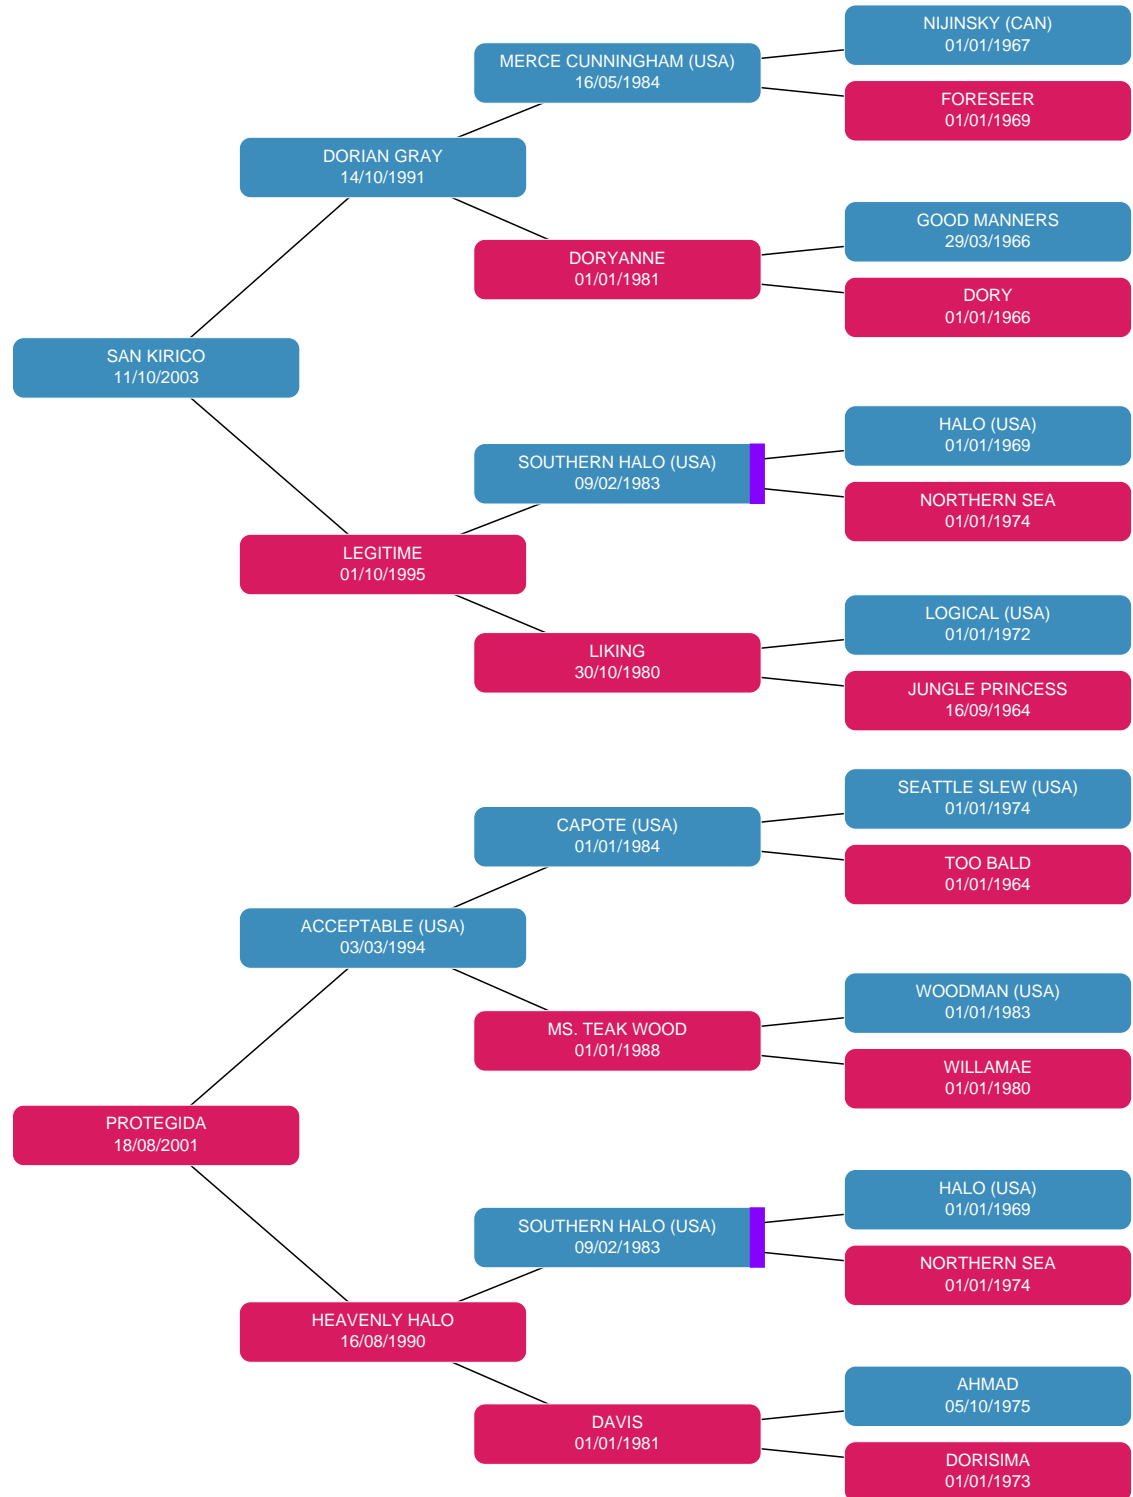 NIJINSKY (CAN)
01/01/1967
MERCE CUNNINGHAM (USA)
16/05/1984
FORESEER
01/01/1969
DORIAN GRAY
14/10/1991
GOOD MANNERS
29/03/1966
DORYANNE
01/01/1981
DORY
01/01/1966
SAN KIRICO
11/10/2003
HALO (USA)
01/01/1969
SOUTHERN HALO (USA)
09/02/1983
NORTHERN SEA
01/01/1974
LEGITIME
01/10/1995
LOGICAL (USA)
01/01/1972
LIKING
30/10/1980
JUNGLE PRINCESS
16/09/1964
SEATTLE SLEW (USA)
01/01/1974
CAPOTE (USA)
01/01/1984
TOO BALD
01/01/1964
ACCEPTABLE (USA)
03/03/1994
WOODMAN (USA)
01/01/1983
MS. TEAK WOOD
01/01/1988
WILLAMAE
01/01/1980
PROTEGIDA
18/08/2001
HALO (USA)
01/01/1969
SOUTHERN HALO (USA)
09/02/1983
NORTHERN SEA
01/01/1974
HEAVENLY HALO
16/08/1990
AHMAD
05/10/1975
DAVIS
01/01/1981
DORISIMA
01/01/1973